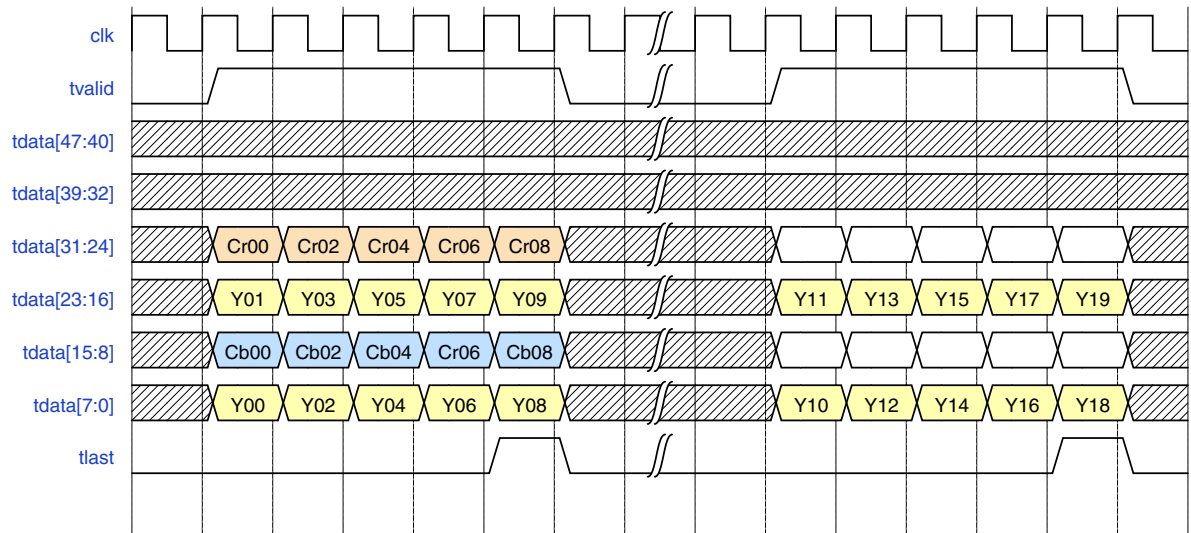 clk
tvalid
tdata[47:40]
tdata[39:32]
tdata[31:24] Cr00 Cr02 Cr04 Cr06 Cr08
tdata[23:16] Y01 Y03 Y05 Y07 Y09 Y11 Y13 Y15 Y17 Y19
tdata[15:8] Cb00 Cb02 Cb04 Cr06 Cb08
tdata[7:0] Y00 Y02 Y04 Y06 Y08 Y10 Y12 Y14 Y16 Y18
tlast